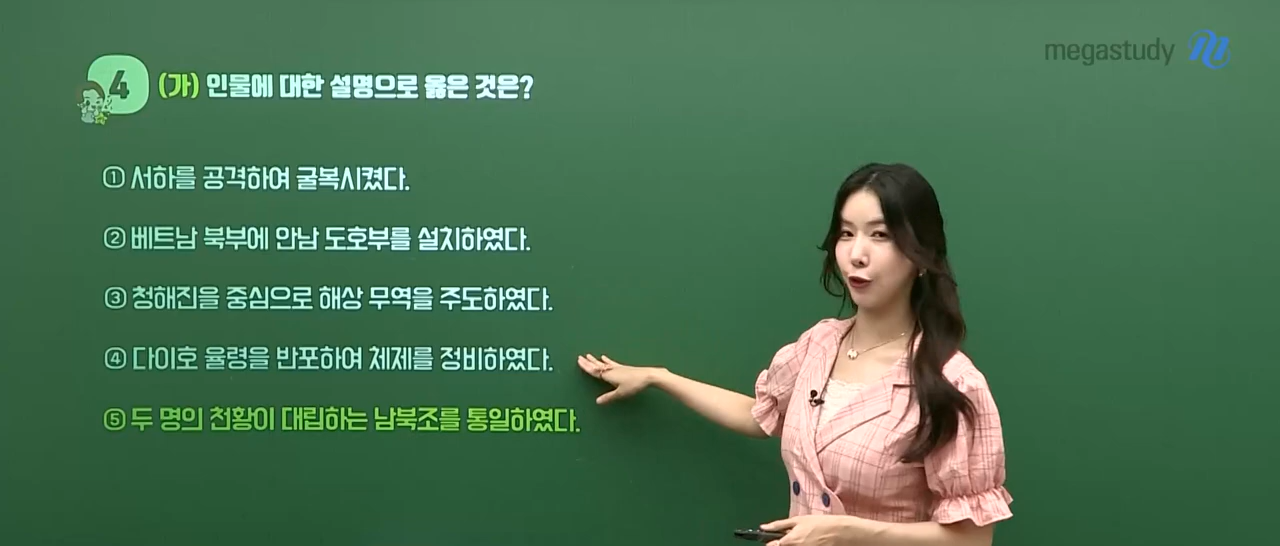 megastudy
4 (가) 인물에 대한 설명으로 옳은 것은?
① 서하를 공격하여 굴복시켰다.
② 베트남 북부에 안남 도호부를 설치하였다.
③ 청해진을 중심으로 해상 무역을 주도하였다.
④ 다이호 율령을 반포하여 체제를 정비하였다.
⑤ 두 명의 천황이 대립하는 남북조를 통일하였다.